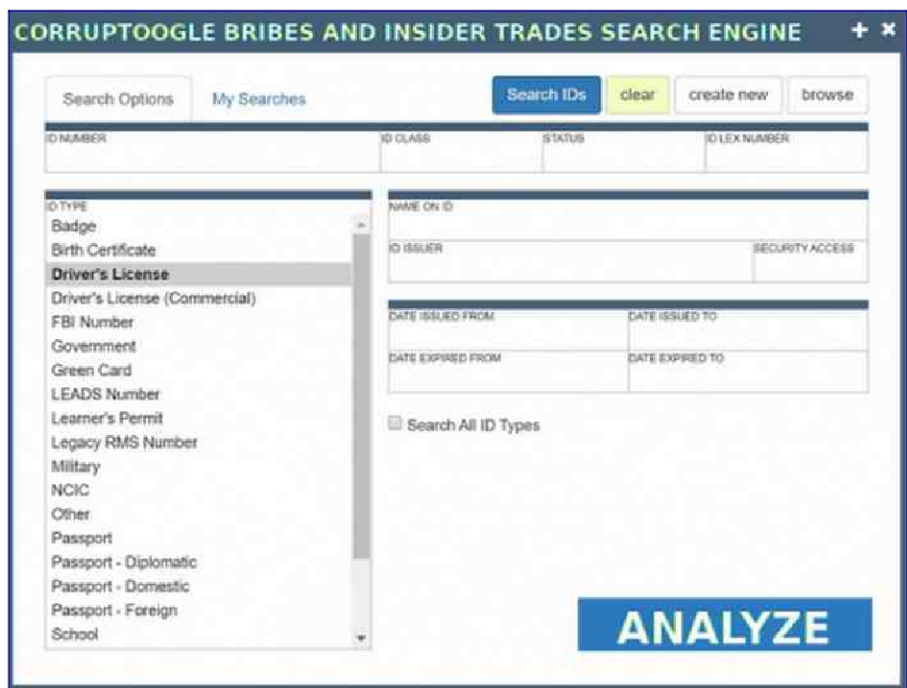 CORRUPTOOGLE BRIBES AND INSIDER TRADES SEARCH ENGINE + ×
Search Options My Searches Search IDs clear create new browse
ID NUMBER ID CLASS STATUS ID LEX NUMBER
ID TYPE
Badge
Birth Certificate
Driver's License
Driver's License (Commercial)
FBI Number
Government
Green Card
LEADS Number
Learner's Permit
Legacy RMS Number
Military
NCIC
Other
Passport
Passport - Diplomatic
Passport - Domestic
Passport - Foreign
School
NAME ON ID
ID ISSUER SECURITY ACCESS
DATE ISSUED FROM DATE ISSUED TO
DATE EXPIRED FROM DATE EXPIRED TO
Search All ID Types
ANALYZE